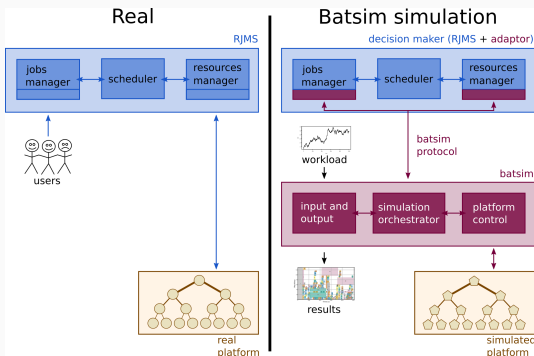 Real
RJMS
jobs
manager
scheduler
resources
manager
users
real
platform
Batsim simulation
decision maker (RJMS + adaptor)
jobs
manager
scheduler
resources
manager
workload
batsim
protocol
batsim
input and
output
simulation
orchestrator
platform
control
results
simulated
platform